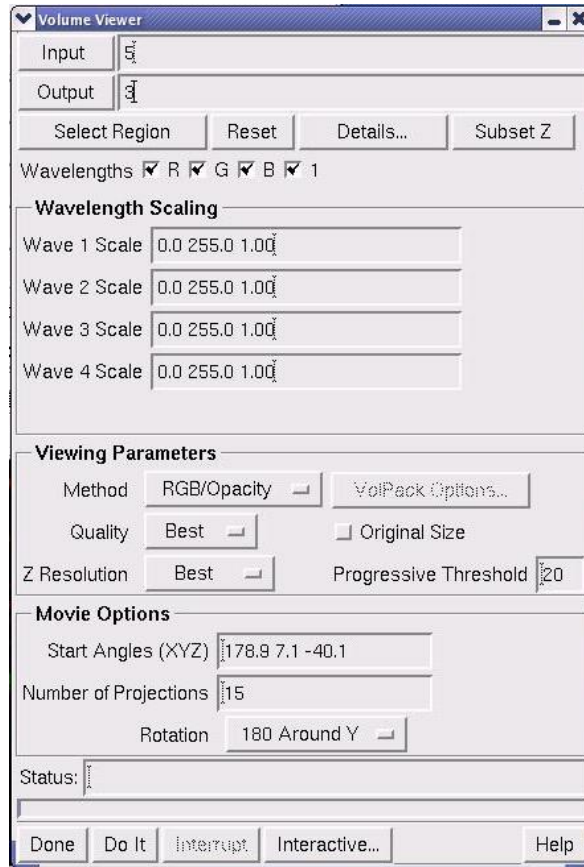 Volume Viewer
Input 5
Output 3
Select Region Reset Details... Subset Z
Wavelengths R G B 1
Wavelength Scaling
Wave 1 Scale 0.0 255.0 1.00
Wave 2 Scale 0.0 255.0 1.00
Wave 3 Scale 0.0 255.0 1.00
Wave 4 Scale 0.0 255.0 1.00
Viewing Parameters
Method RGB/Opacity VolPack Options...
Quality Best Original Size
Z Resolution Best Progressive Threshold 20
Movie Options
Start Angles (XYZ) 178.9 7.1 -40.1
Number of Projections 15
Rotation 180 Around Y
Status:
Done Do It Interrupt Interactive... Help